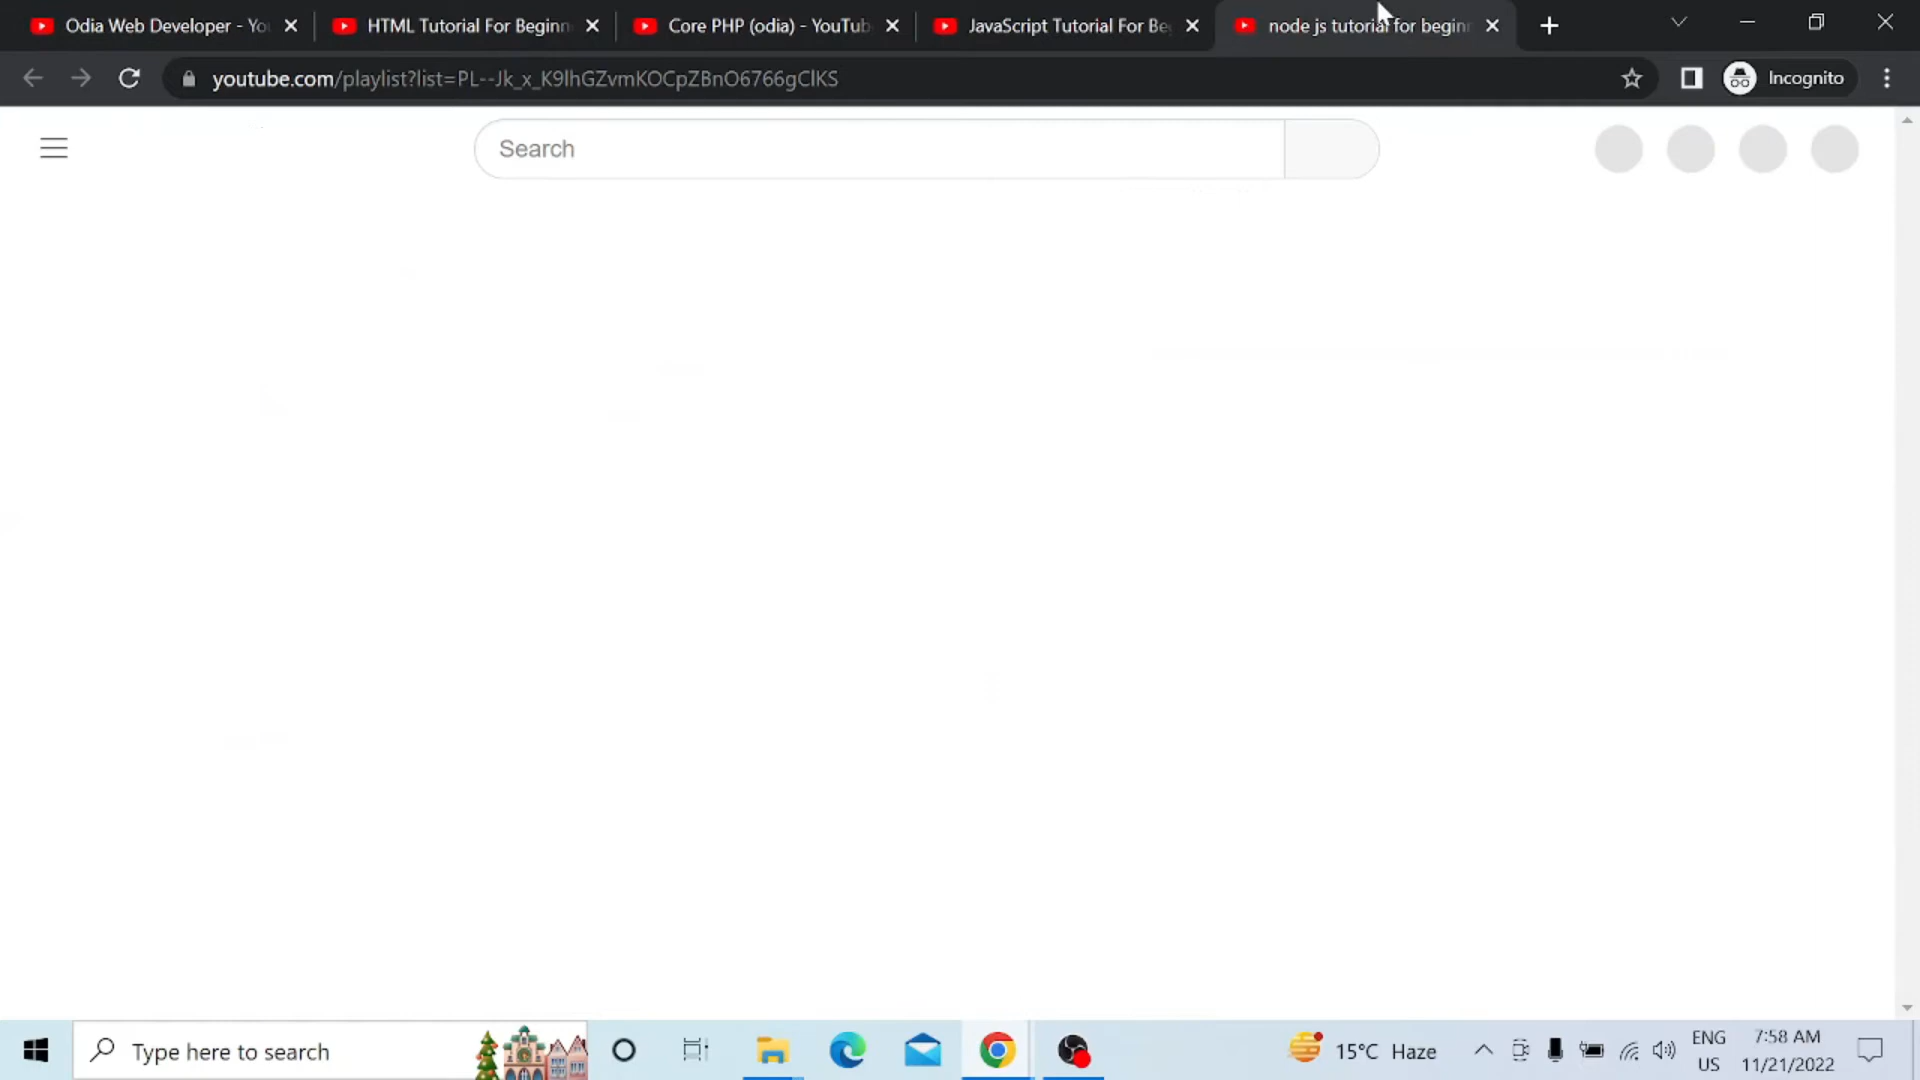 Odia Web Developer - Yo
HTML Tutorial For Beginn
Core PHP (odia) - YouTub
JavaScript Tutorial For Be
node js tutorial for beginn
youtube.com/playlist?list=PL--Jk_x_K9lhGZvmKOCpZBnO6766gClKS
Incognito
Search
Type here to search
15°C Haze
ENG
US
7:58 AM
11/21/2022